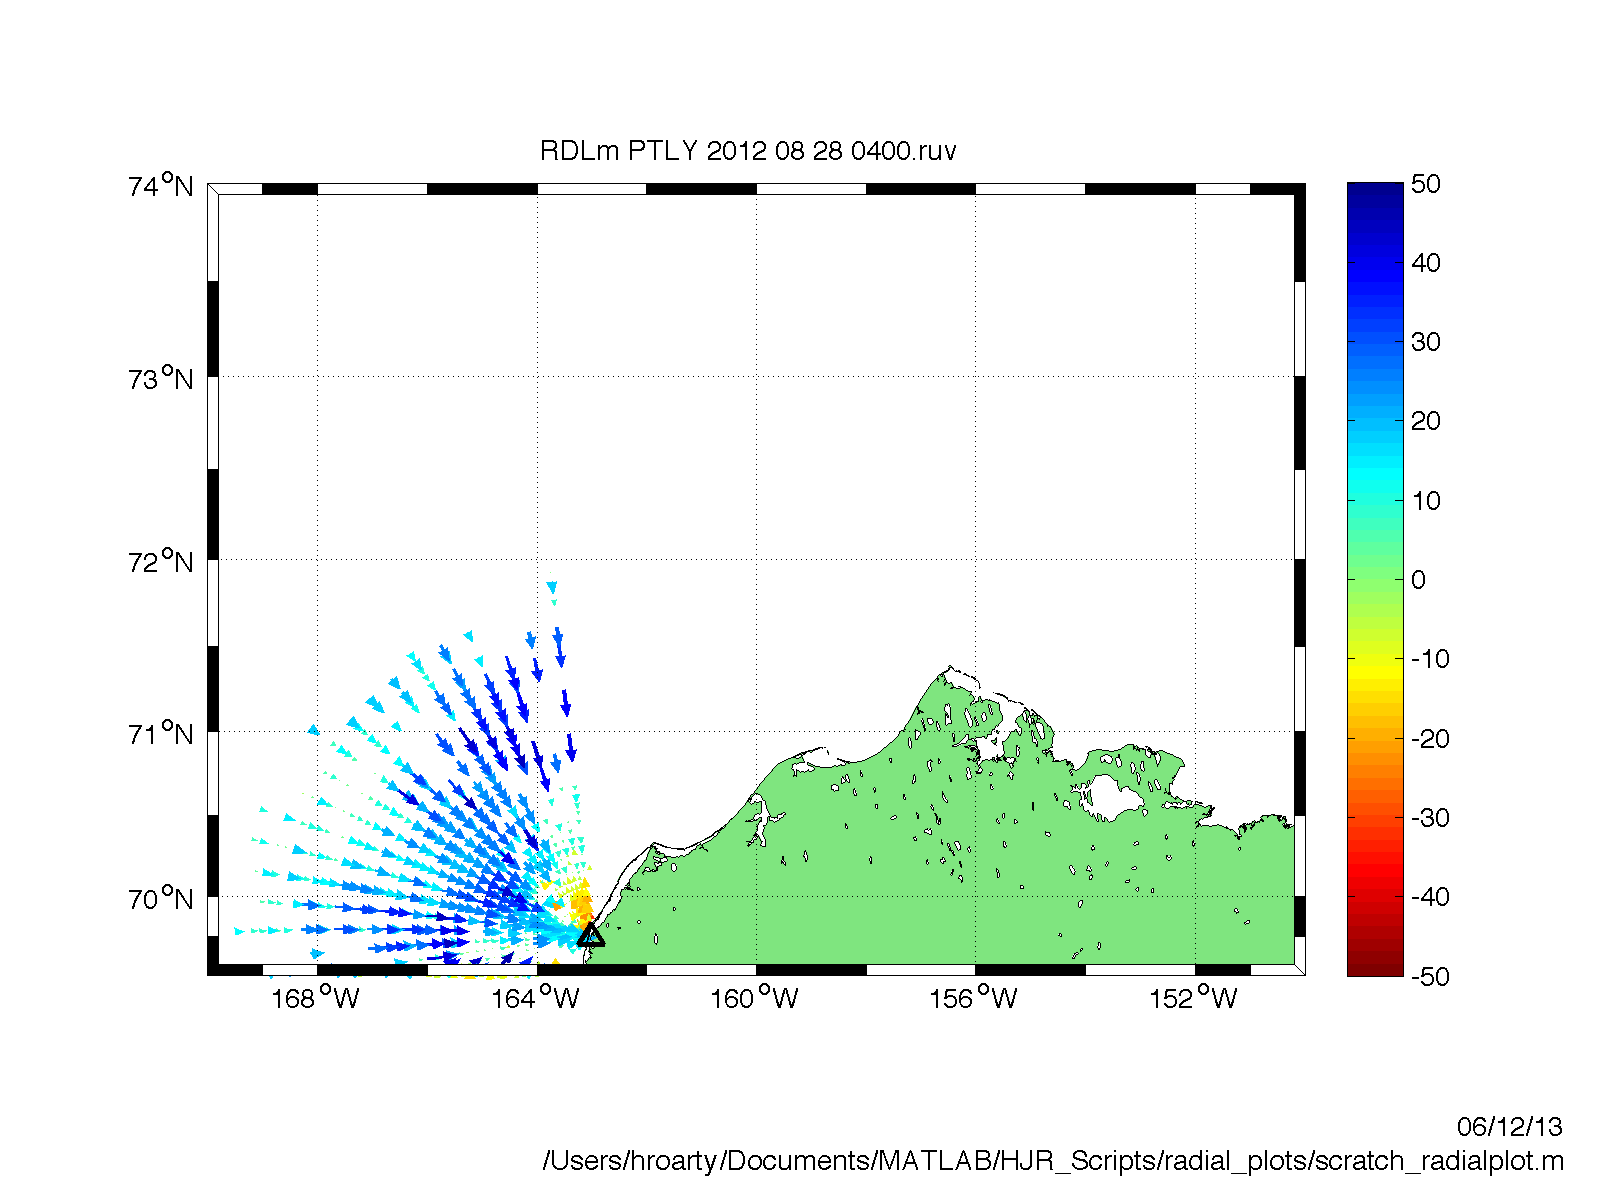 RDLm PTLY 2012 08 28 0400.ruv
74°N
73°N
72°N
71°N
70°N
168°W
164°W
160°W
156°W
152°W
50
40
30
20
10
0
-10
-20
-30
-40
-50
06/12/13
/Users/hroarty/Documents/MATLAB/HJR_Scripts/radial_plots/scratch_radialplot.m